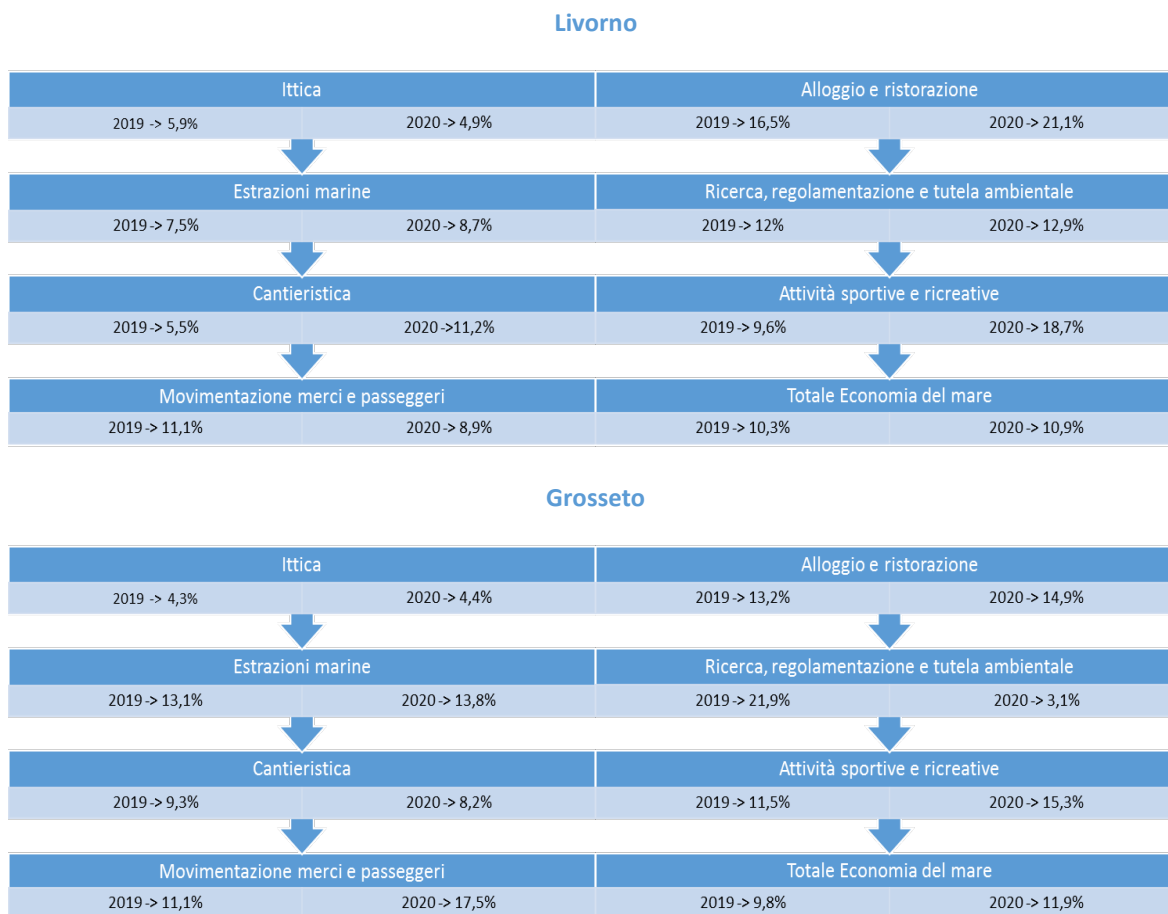 Livorno
Ittica Alloggio e ristorazione
2019 -> 5,9% 2020 -> 4,9% 2019 -> 16,5% 2020 -> 21,1%
Estrazioni marine Ricerca, regolamentazione e tutela ambientale
2019 -> 7,5% 2020 -> 8,7% 2019 -> 12% 2020 -> 12,9%
Cantieristica Attività sportive e ricreative
2019 -> 5,5% 2020 ->11,2% 2019 -> 9,6% 2020 -> 18,7%
Movimentazione merci e passeggeri Totale Economia del mare
2019 -> 11,1% 2020 -> 8,9% 2019 -> 10,3% 2020 -> 10,9%
Grosseto
Ittica Alloggio e ristorazione
2019 -> 4,3% 2020 -> 4,4% 2019 -> 13,2% 2020 -> 14,9%
Estrazioni marine Ricerca, regolamentazione e tutela ambientale
2019 -> 13,1% 2020 -> 13,8% 2019 -> 21,9% 2020 -> 3,1%
Cantieristica Attività sportive e ricreative
2019 -> 9,3% 2020 -> 8,2% 2019 -> 11,5% 2020 -> 15,3%
Movimentazione merci e passeggeri Totale Economia del mare
2019 -> 11,1% 2020 -> 17,5% 2019 -> 9,8% 2020 -> 11,9%